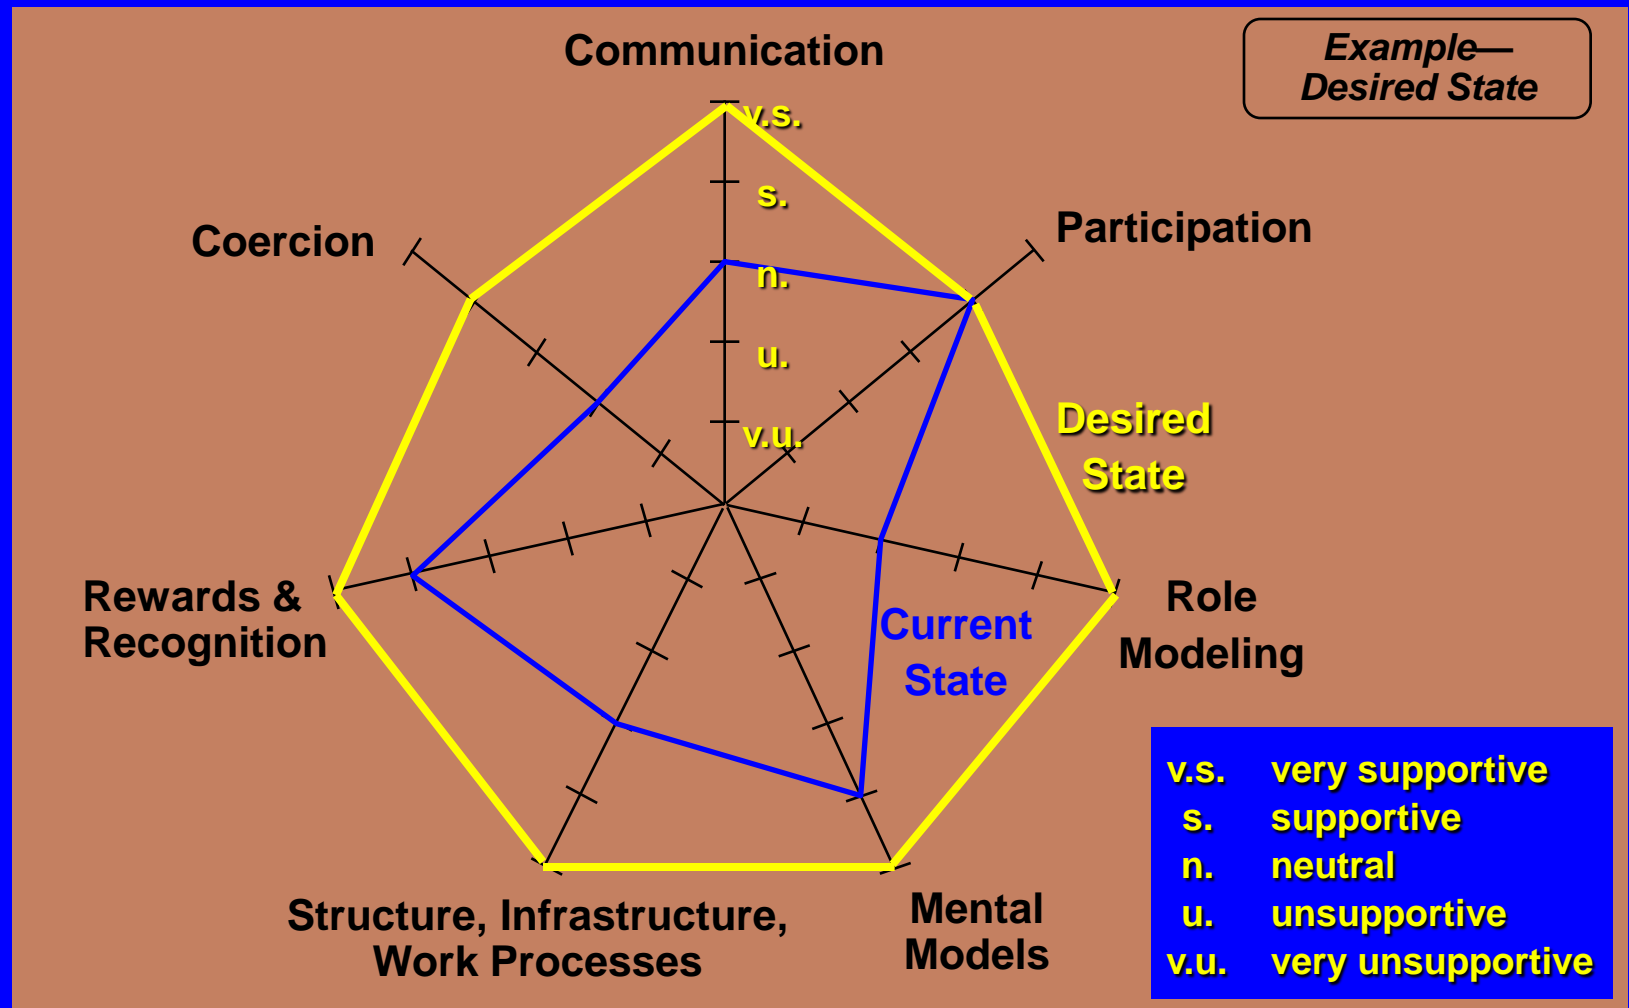 Communication
Example—
Desired State
v.s.
s.
n.
u.
v.u.
Coercion
Participation
Desired
State
Rewards &
Recognition
Current
State
Role
Modeling
Structure, Infrastructure,
Work Processes
Mental
Models
v.s. very supportive
s. supportive
n. neutral
u. unsupportive
v.u. very unsupportive